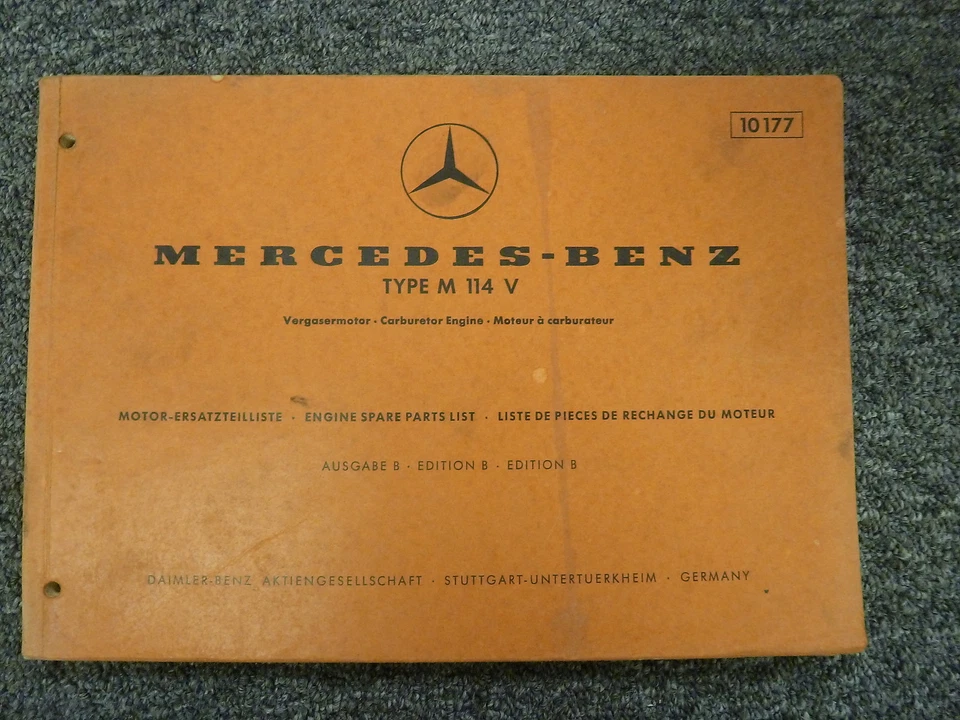 10177
MERCEDES-BENZ
TYPE M 114 V
Vergasermotor · Carburetor Engine · Moteur à carburateur
MOTOR-ERSATZTEILLISTE · ENGINE SPARE PARTS LIST · LISTE DE PIECES DE RECHANGE DU MOTEUR
AUSGABE B · EDITION B · EDITION B
DAIMLER-BENZ AKTIENGESELLSCHAFT · STUTTGART-UNTERTUERKHEIM · GERMANY